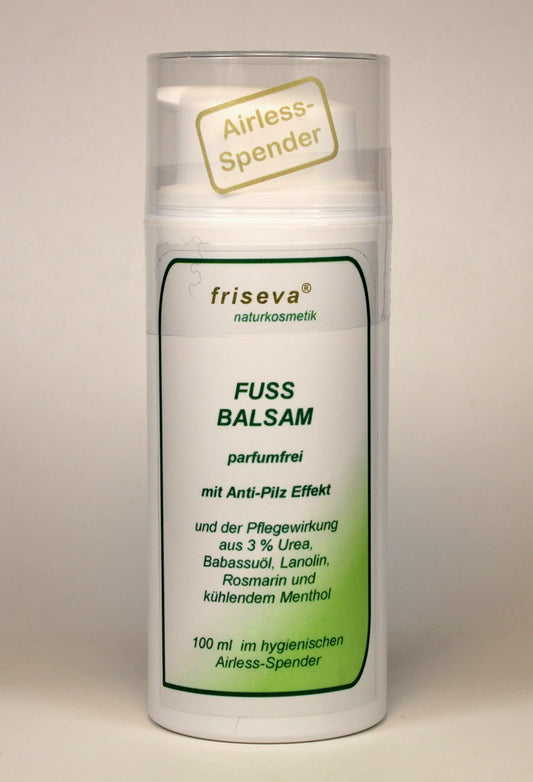 Airless-
Spender
friseva®
naturkosmetik
FUSS
BALSAM
parfumfrei
mit Anti-Pilz Effekt
und der Pflegewirkung
aus 3 % Urea,
Babassuöl, Lanolin,
Rosmarin und
kühlendem Menthol
100 ml im hygienischen
Airless-Spender